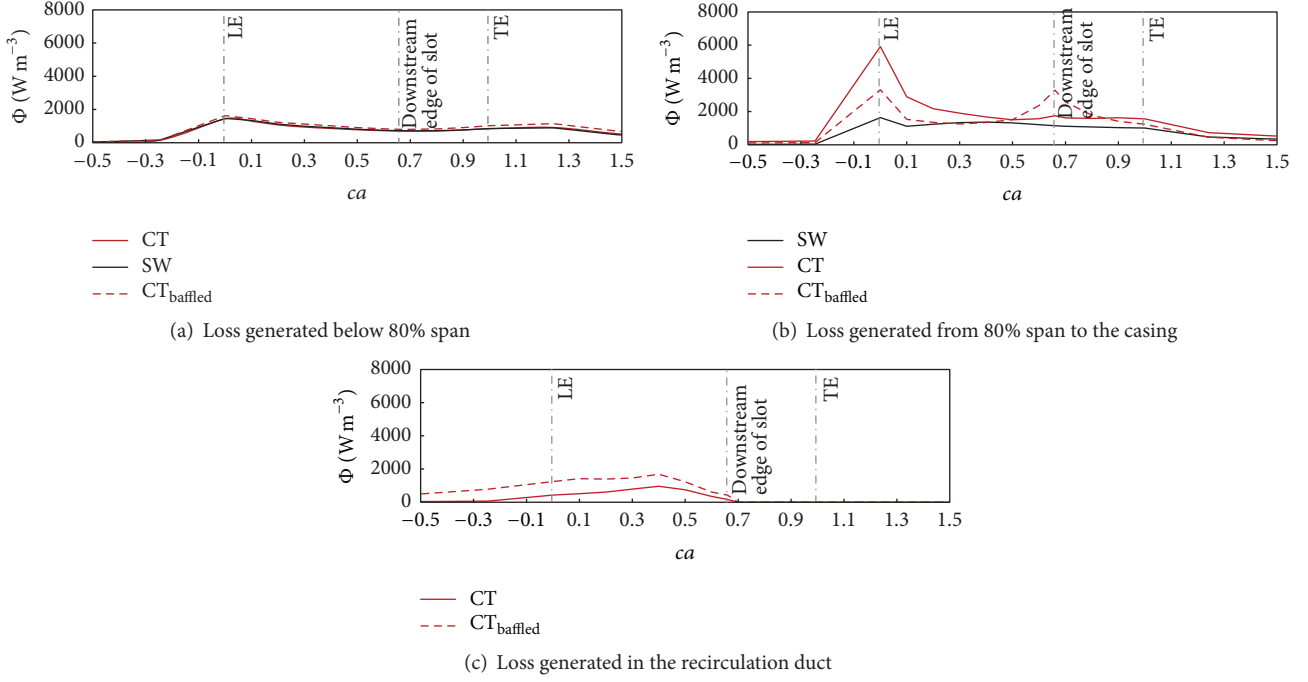 8000
6000
4000
2000
0
Φ (W m⁻³)
LE
Downstream
edge of slot
TE
−0.5 −0.3 −0.1 0.1 0.3 0.5 0.7 0.9 1.1 1.3 1.5
ca
CT
SW
CTbaffled
(a) Loss generated below 80% span
8000
6000
4000
2000
0
Φ (W m⁻³)
LE
Downstream
edge of slot
TE
−0.5 −0.3 −0.1 0.1 0.3 0.5 0.7 0.9 1.1 1.3 1.5
ca
SW
CT
CTbaffled
(b) Loss generated from 80% span to the casing
8000
6000
4000
2000
0
Φ (W m⁻³)
LE
Downstream
edge of slot
TE
−0.5 −0.3 −0.1 0.1 0.3 0.5 0.7 0.9 1.1 1.3 1.5
ca
CT
CTbaffled
(c) Loss generated in the recirculation duct